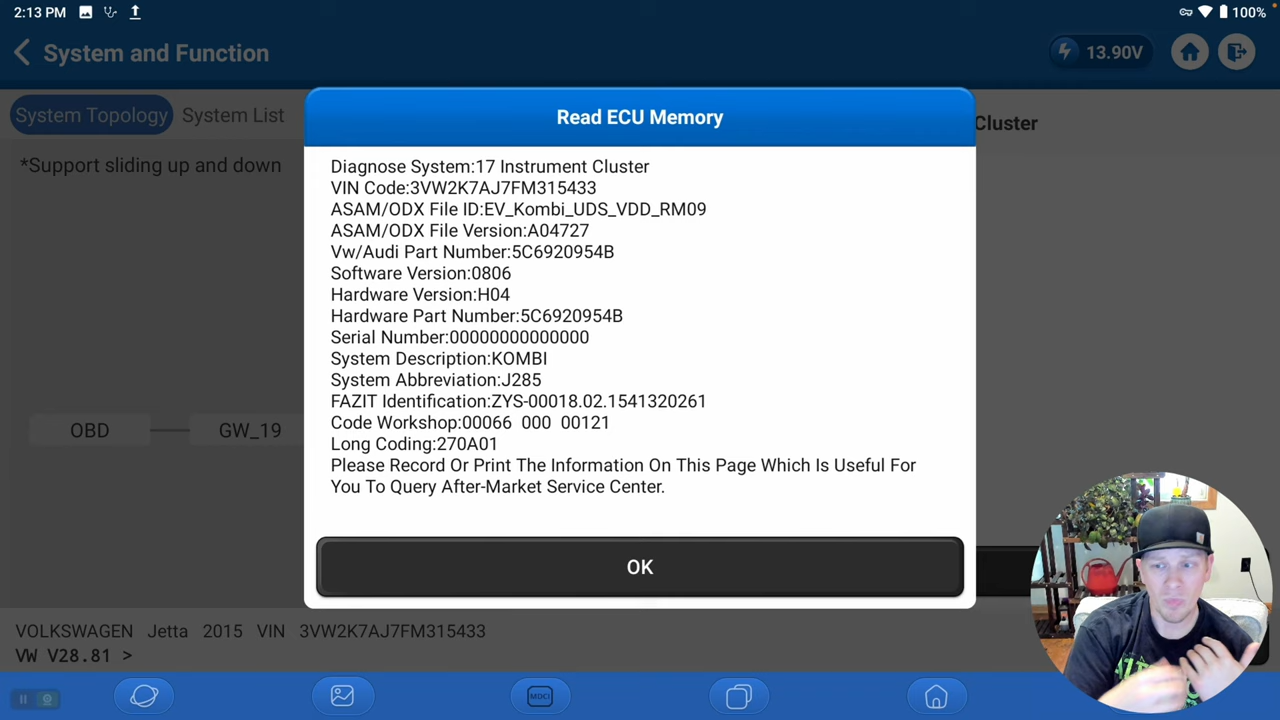 2:13 PM 100%
System and Function 13.90V
System Topology System List Cluster
*Support sliding up and down
OBD GW_19
Read ECU Memory
Diagnose System:17 Instrument Cluster
VIN Code:3VW2K7AJ7FM315433
ASAM/ODX File ID:EV_Kombi_UDS_VDD_RM09
ASAM/ODX File Version:A04727
Vw/Audi Part Number:5C6920954B
Software Version:0806
Hardware Version:H04
Hardware Part Number:5C6920954B
Serial Number:00000000000000
System Description:KOMBI
System Abbreviation:J285
FAZIT Identification:ZYS-00018.02.1541320261
Code Workshop:00066 000 00121
Long Coding:270A01
Please Record Or Print The Information On This Page Which Is Useful For
You To Query After-Market Service Center.
OK
VOLKSWAGEN Jetta 2015 VIN 3VW2K7AJ7FM315433
VW V28.81 >
MDCI